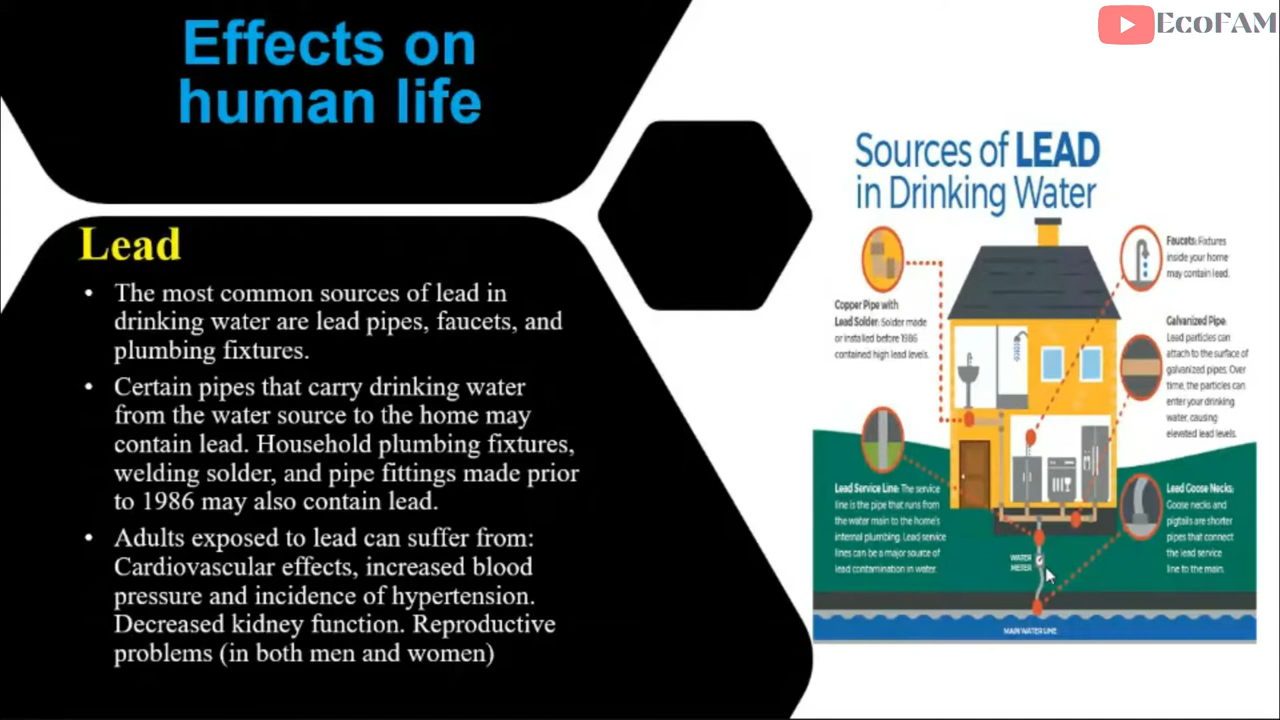 Effects on
human life
EcoFAM
Lead
• The most common sources of lead in
drinking water are lead pipes, faucets, and
plumbing fixtures.
• Certain pipes that carry drinking water
from the water source to the home may
contain lead. Household plumbing fixtures,
welding solder, and pipe fittings made prior
to 1986 may also contain lead.
• Adults exposed to lead can suffer from:
Cardiovascular effects, increased blood
pressure and incidence of hypertension.
Decreased kidney function. Reproductive
problems (in both men and women)
Sources of LEAD
in Drinking Water
Copper Pipe with
Lead Solder: Solder made
or installed before 1986
contained high lead levels.
Lead Service Line: The service
line is the pipe that runs from
the water main to the home's
internal plumbing. Lead service
lines can be a major source of
lead contamination in water.
Faucets: Fixtures
inside your home
may contain lead.
Galvanized Pipe:
Lead particles can
attach to the surface of
galvanized pipes. Over
time, the particles can
enter your drinking
water, causing
elevated lead levels.
Lead Goose Necks:
Goose necks and
pigtails are shorter
pipes that connect
the lead service
line to the main.
WATER
METER
MAIN WATER LINE